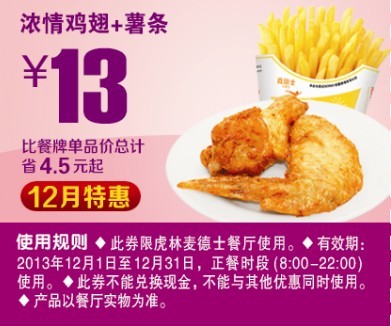 浓情鸡翅+薯条
¥13
比餐牌单品价总计
省4.5元起
12月特惠
使用规则 ◆此券限虎林麦德士餐厅使用。◆有效期：
2013年12月1日至12月31日，正餐时段(8:00-22:00)
使用。◆此券不能兑换现金，不能与其他优惠同时使用。
◆产品以餐厅实物为准。